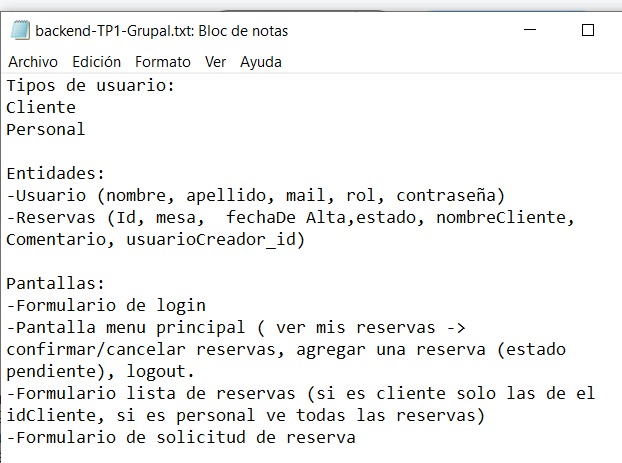 backend-TP1-Grupal.txt: Bloc de notas
Archivo Edición Formato Ver Ayuda
Tipos de usuario:
Cliente
Personal
Entidades:
-Usuario (nombre, apellido, mail, rol, contraseña)
-Reservas (Id, mesa,  fechaDe Alta,estado, nombreCliente,
Comentario, usuarioCreador_id)
Pantallas:
-Formulario de login
-Pantalla menu principal ( ver mis reservas ->
confirmar/cancelar reservas, agregar una reserva (estado
pendiente), logout.
-Formulario lista de reservas (si es cliente solo las de el
idCliente, si es personal ve todas las reservas)
-Formulario de solicitud de reserva